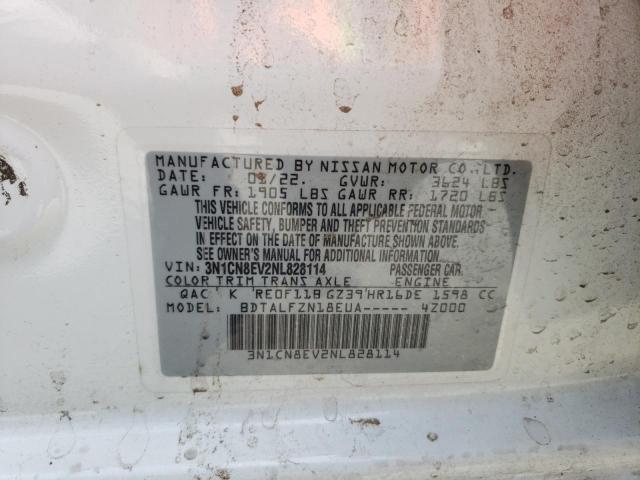 MANUFACTURED BY NISSAN MOTOR CO., LTD.
DATE: /22. GVWR: 3624 LBS
GAWR FR: 1905 LBS GAWR RR: 1720 LBS
THIS VEHICLE CONFORMS TO ALL APPLICABLE FEDERAL MOTOR
VEHICLE SAFETY, BUMPER AND THEFT PREVENTION STANDARDS
IN EFFECT ON THE DATE OF MANUFACTURE SHOWN ABOVE.
SEE OWNER'S MANUAL FOR ADDITIONAL INFORMATION.
VIN: 3N1CN8EV2NL828114 PASSENGER CAR
COLOR TRIM TRANS AXLE ENGINE
QAC K RE0F11B GZ39 HR16DE 1598 CC
MODEL: BDTALFZN18EUA----- 4Z000
3N1CN8EV2NL828114